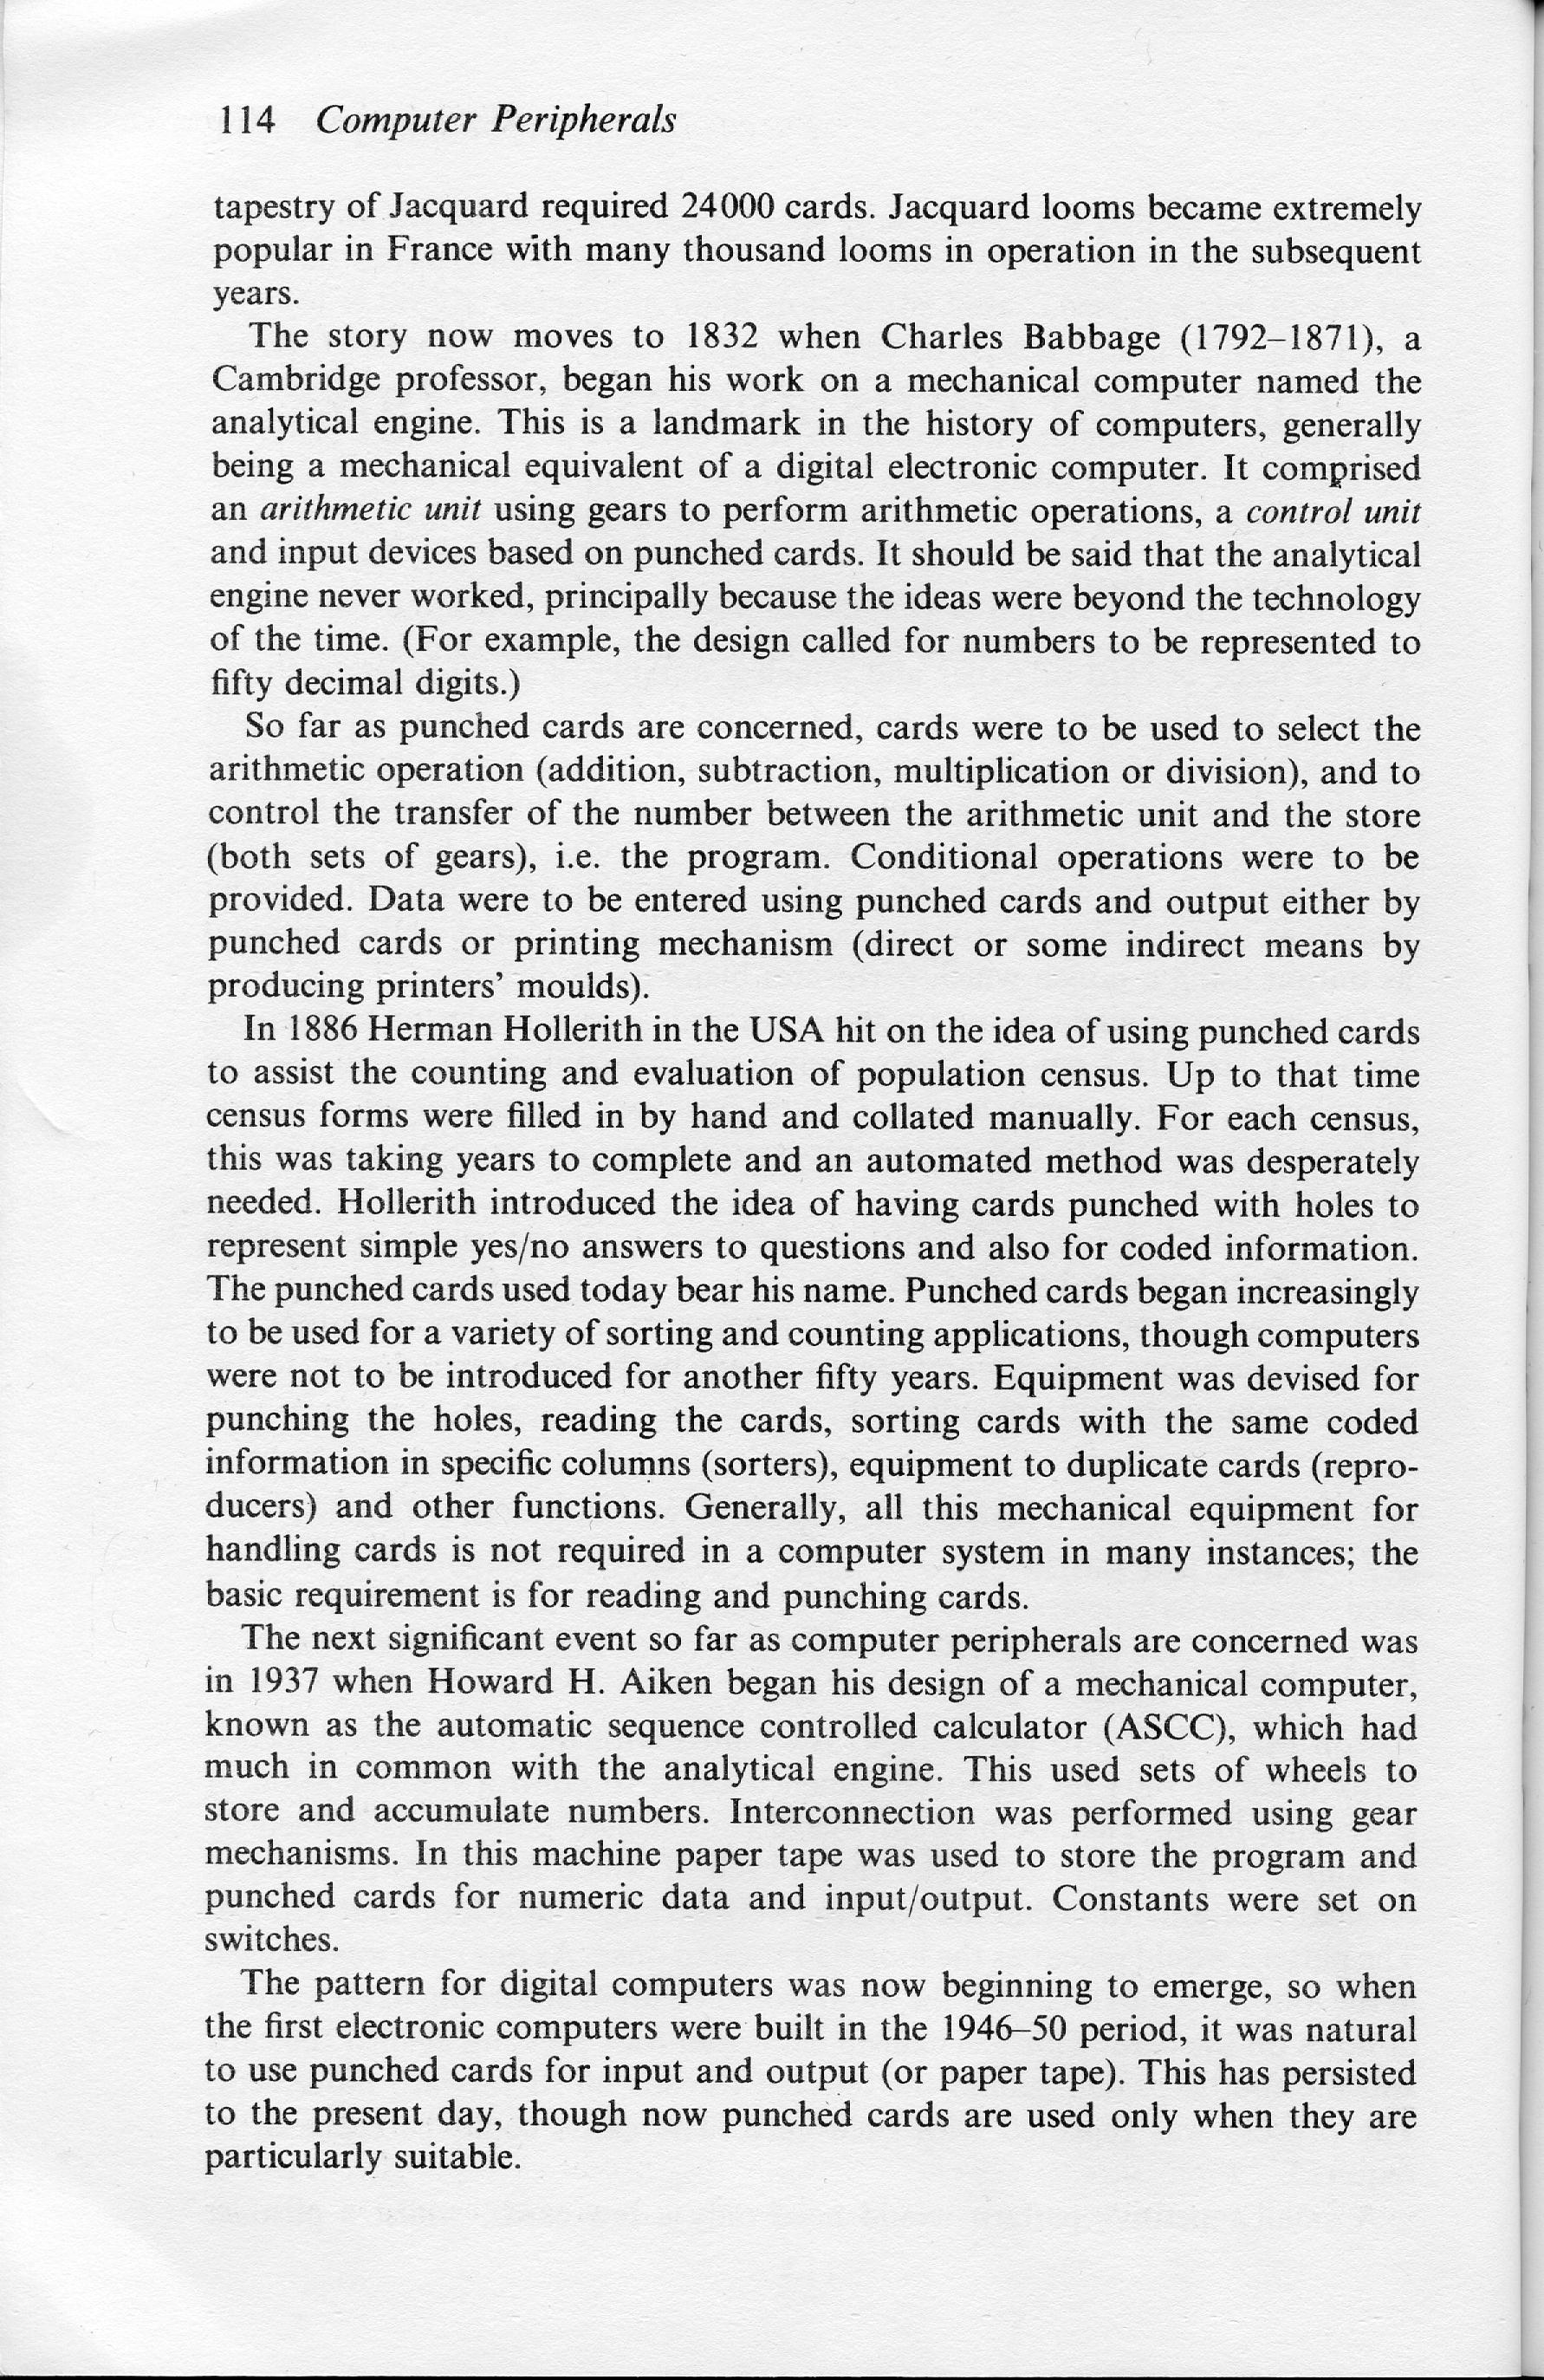 114 Computer Peripherals
tapestry of Jacquard required 24000 cards. Jacquard looms became extremely
popular in France with many thousand looms in operation in the subsequent
years.
The story now moves to 1832 when Charles Babbage (1792–1871), a
Cambridge professor, began his work on a mechanical computer named the
analytical engine. This is a landmark in the history of computers, generally
being a mechanical equivalent of a digital electronic computer. It comprised
an arithmetic unit using gears to perform arithmetic operations, a control unit
and input devices based on punched cards. It should be said that the analytical
engine never worked, principally because the ideas were beyond the technology
of the time. (For example, the design called for numbers to be represented to
fifty decimal digits.)
So far as punched cards are concerned, cards were to be used to select the
arithmetic operation (addition, subtraction, multiplication or division), and to
control the transfer of the number between the arithmetic unit and the store
(both sets of gears), i.e. the program. Conditional operations were to be
provided. Data were to be entered using punched cards and output either by
punched cards or printing mechanism (direct or some indirect means by
producing printers’ moulds).
In 1886 Herman Hollerith in the USA hit on the idea of using punched cards
to assist the counting and evaluation of population census. Up to that time
census forms were filled in by hand and collated manually. For each census,
this was taking years to complete and an automated method was desperately
needed. Hollerith introduced the idea of having cards punched with holes to
represent simple yes/no answers to questions and also for coded information.
The punched cards used today bear his name. Punched cards began increasingly
to be used for a variety of sorting and counting applications, though computers
were not to be introduced for another fifty years. Equipment was devised for
punching the holes, reading the cards, sorting cards with the same coded
information in specific columns (sorters), equipment to duplicate cards (repro-
ducers) and other functions. Generally, all this mechanical equipment for
handling cards is not required in a computer system in many instances; the
basic requirement is for reading and punching cards.
The next significant event so far as computer peripherals are concerned was
in 1937 when Howard H. Aiken began his design of a mechanical computer,
known as the automatic sequence controlled calculator (ASCC), which had
much in common with the analytical engine. This used sets of wheels to
store and accumulate numbers. Interconnection was performed using gear
mechanisms. In this machine paper tape was used to store the program and
punched cards for numeric data and input/output. Constants were set on
switches.
The pattern for digital computers was now beginning to emerge, so when
the first electronic computers were built in the 1946–50 period, it was natural
to use punched cards for input and output (or paper tape). This has persisted
to the present day, though now punched cards are used only when they are
particularly suitable.